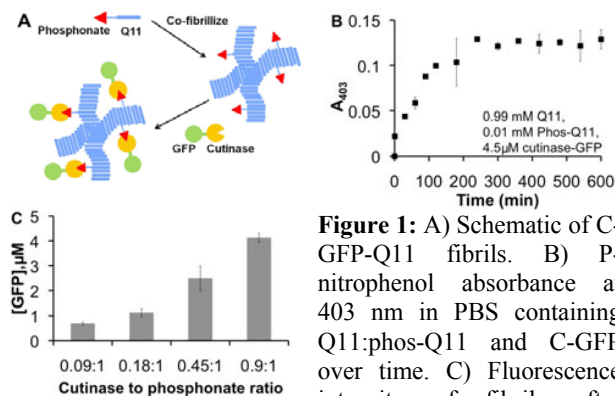 A
Phosphonate
Q11
Co-fibrillize
GFP
Cutinase
B
A403
0.15
0.1
0.05
0
0.99 mM Q11,
0.01 mM Phos-Q11,
4.5µM cutinase-GFP
0 100 200 300 400 500 600
Time (min)
C
[GFP],µM
5
4
3
2
1
0
0.09:1 0.18:1 0.45:1 0.9:1
Cutinase to phosphonate ratio
Figure 1: A) Schematic of C-
GFP-Q11 fibrils. B) P-
nitrophenol absorbance at
403 nm in PBS containing
Q11:phos-Q11 and C-GFP
over time. C) Fluorescence